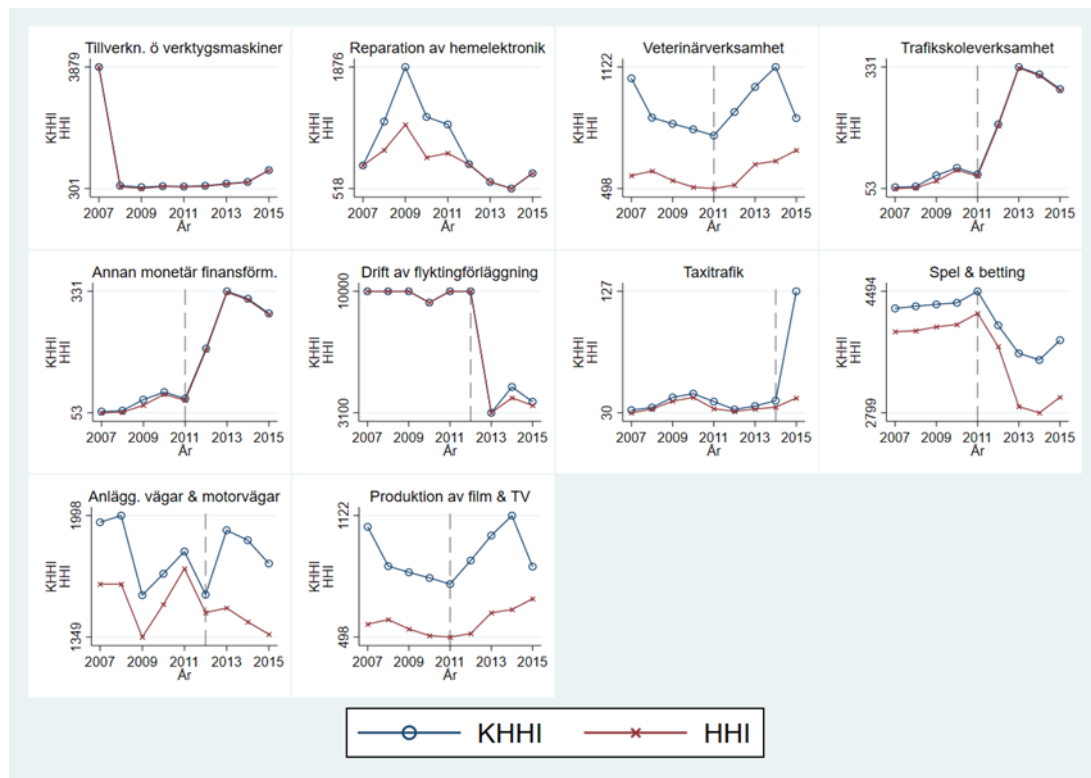 Tillverkn. ö verktygsmaskiner
3879
KHHI
HHI
301
2007 2009 2011 2013 2015
År
Reparation av hemelektronik
1876
KHHI
HHI
518
2007 2009 2011 2013 2015
År
Veterinärverksamhet
1122
KHHI
HHI
498
2007 2009 2011 2013 2015
År
Trafikskoleverksamhet
331
KHHI
HHI
53
2007 2009 2011 2013 2015
År
Annan monetär finansförm.
331
KHHI
HHI
53
2007 2009 2011 2013 2015
År
Drift av flyktingförläggning
10000
KHHI
HHI
3100
2007 2009 2011 2013 2015
År
Taxitrafik
127
KHHI
HHI
30
2007 2009 2011 2013 2015
År
Spel & betting
4494
KHHI
HHI
2799
2007 2009 2011 2013 2015
År
Anlägg. vägar & motorvägar
1998
KHHI
HHI
1349
2007 2009 2011 2013 2015
År
Produktion av film & TV
1122
KHHI
HHI
498
2007 2009 2011 2013 2015
År
KHHI HHI